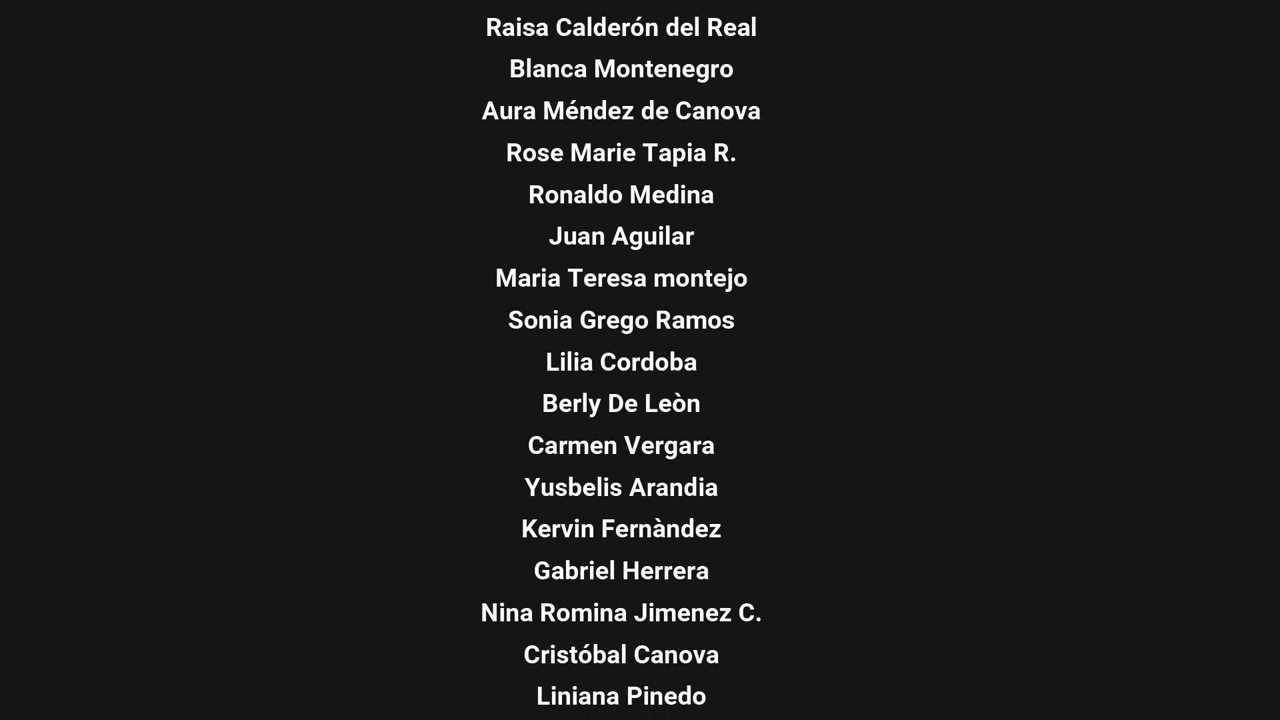 Raisa Calderón del Real
Blanca Montenegro
Aura Méndez de Canova
Rose Marie Tapia R.
Ronaldo Medina
Juan Aguilar
Maria Teresa montejo
Sonia Grego Ramos
Lilia Cordoba
Berly De Leòn
Carmen Vergara
Yusbelis Arandia
Kervin Fernàndez
Gabriel Herrera
Nina Romina Jimenez C.
Cristóbal Canova
Liniana Pinedo